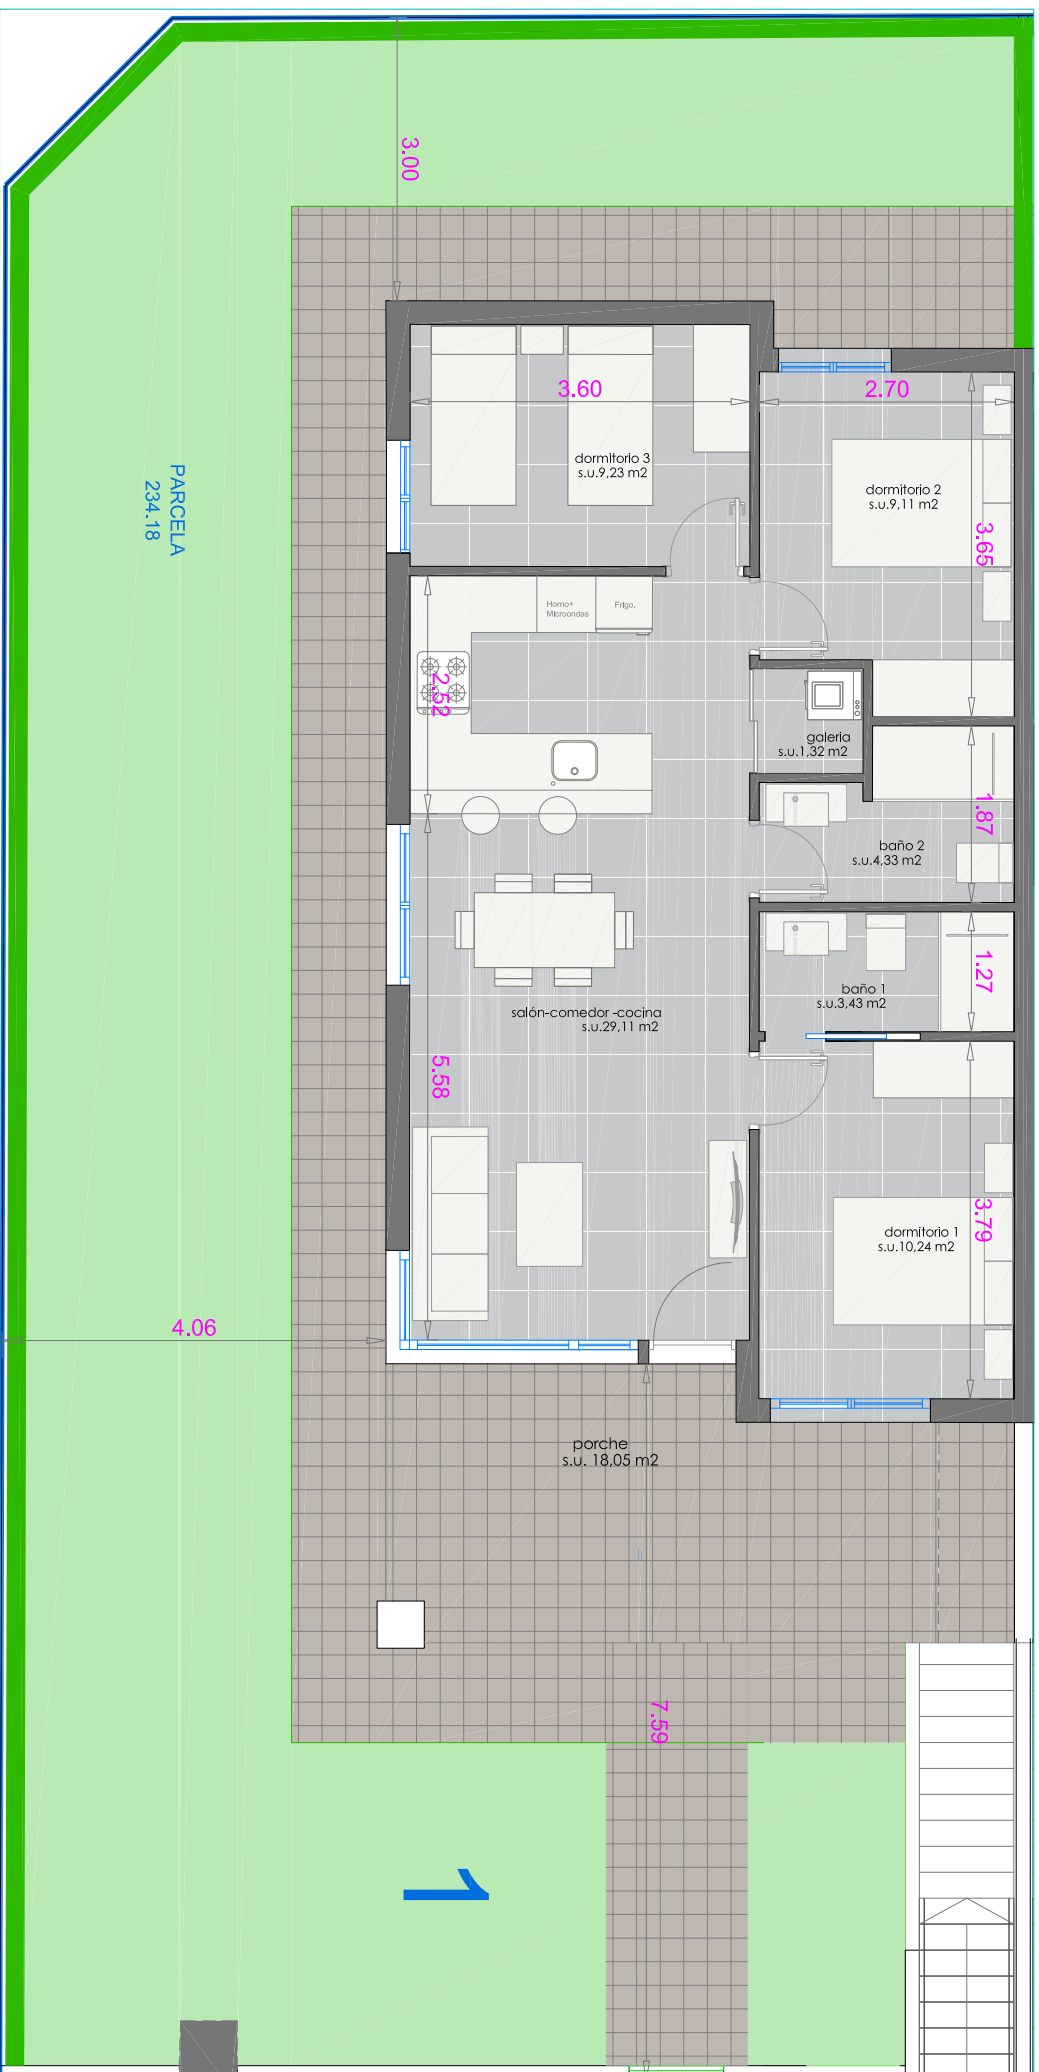 3.00
3.60
2.70
dormitorio 3
s.u.9,23 m2
dormitorio 2
s.u.9,11 m2
PARCELA
234.18
3.65
Horno+
Microondas
Frigo.
2.52
galeria
s.u.1,32 m2
1.87
baño 2
s.u.4,33 m2
1.27
baño 1
s.u.3,43 m2
salón-comedor -cocina
s.u.29,11 m2
5.58
3.79
dormitorio 1
s.u.10,24 m2
4.06
porche
s.u. 18,05 m2
7.59
1